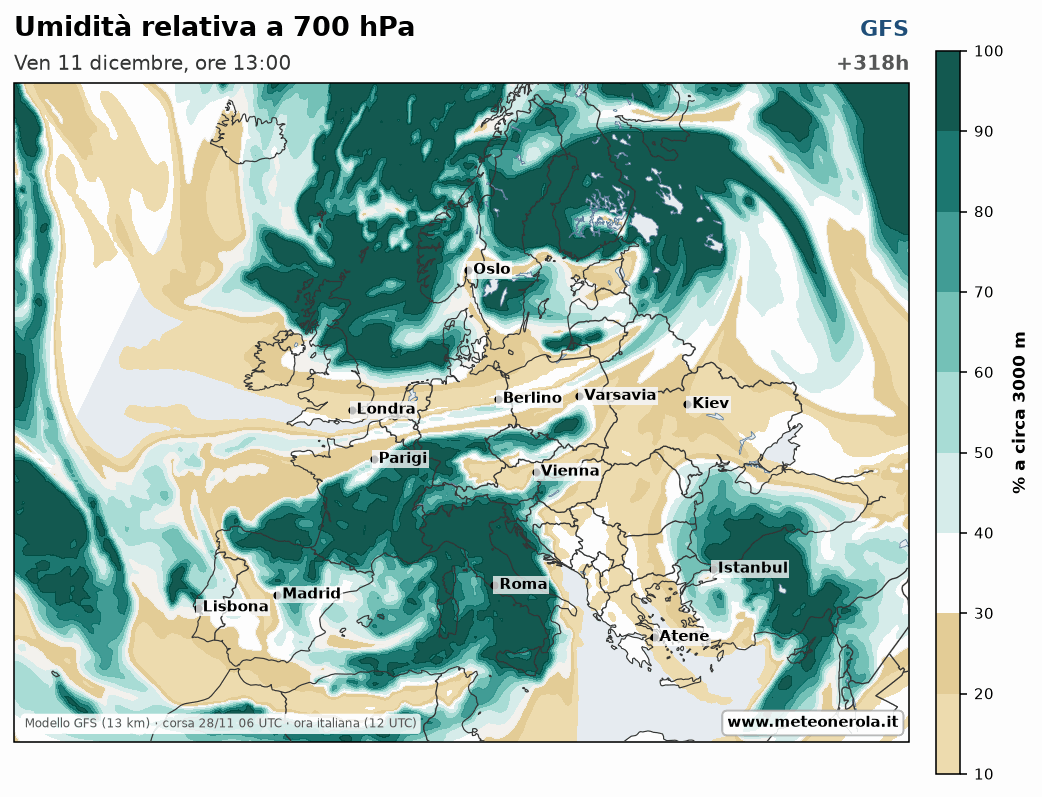 Umidità relativa a 700 hPa
GFS
Ven 11 dicembre, ore 13:00
+318h
100
90
80
70
60
50
40
30
20
10
% a circa 3000 m
Oslo
Londra
Berlino
Varsavia
Kiev
Parigi
Vienna
Istanbul
Roma
Madrid
Lisbona
Atene
Modello GFS (13 km) · corsa 28/11 06 UTC · ora italiana (12 UTC)
www.meteonerola.it